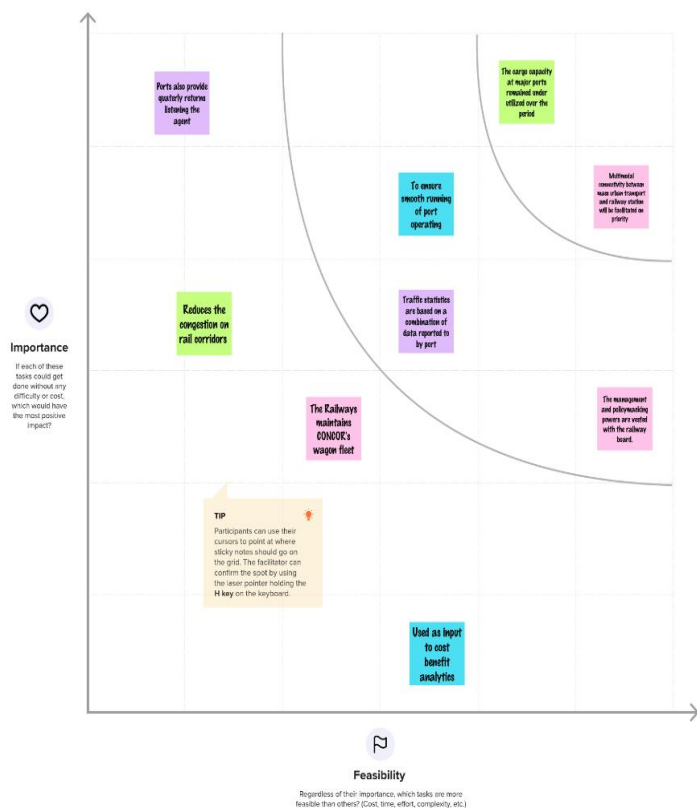 Ports also provide
quaterly returns
listening the
agent
The cargo capacity
at major ports
remained under
utilized over the
period
To ensure
smooth running
of port
operating
Multimodal
connectivity between
mass urban transport
and railway station
will be facilitated on
priority
Reduces the
congestion on
rail corridors
Traffic statistics
are based on a
combination of
data reported to
by port
Importance
If each of these
tasks could get
done without any
difficulty or cost,
which would have
the most positive
impact?
The Railways
maintains
CONCOR's
wagon fleet
The management
and policymacking
powers are vested
with the railway
board.
TIP
Participants can use their
cursors to point at where
sticky notes should go on
the grid. The facilitator can
confirm the spot by using
the laser pointer holding the
H key on the keyboard.
Used as input
to cost
benefit
analytics
Feasibility
Regardless of their importance, which tasks are more
feasible than others? (Cost, time, effort, complexity, etc.)